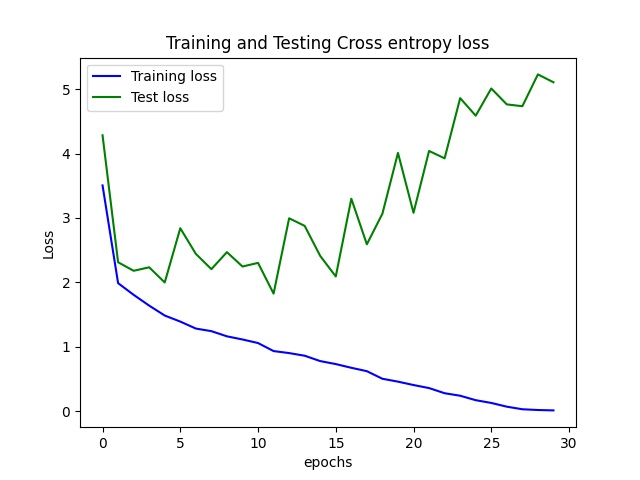 Training and Testing Cross entropy loss
Training loss
Test loss
Loss
5
4
3
2
1
0
0 5 10 15 20 25 30
epochs